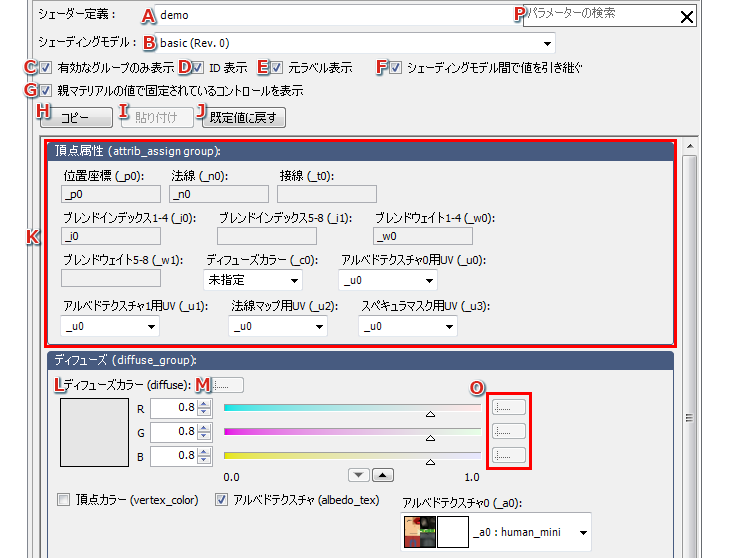 シェーダー定義： A demo P パラメーターの検索
シェーディングモデル： B basic (Rev. 0)
C 有効なグループのみ表示 D ID 表示 E 元ラベル表示 F シェーディングモデル間で値を引き継ぐ
G 親マテリアルの値で固定されているコントロールを表示
H コピー I 貼り付け J 既定値に戻す
頂点属性 (attrib_assign group):
位置座標 (_p0): 法線 (_n0): 接線 (_t0):
_p0 _n0
K
ブレンドインデックス1-4 (_i0): ブレンドインデックス5-8 (_i1): ブレンドウェイト1-4 (_w0):
_i0 _w0
ブレンドウェイト5-8 (_w1): ディフューズカラー (_c0): アルベドテクスチャ0用UV (_u0):
未指定 _u0
アルベドテクスチャ1用UV (_u1): 法線マップ用UV (_u2): スペキュラマスク用UV (_u3):
_u0 _u0 _u0
ディフューズ (diffuse_group):
L ディフューズカラー (diffuse): M O
R 0.8
G 0.8
B 0.8
0.0 1.0
頂点カラー (vertex_color) アルベドテクスチャ (albedo_tex) アルベドテクスチャ0 (_a0):
_a0 : human_mini